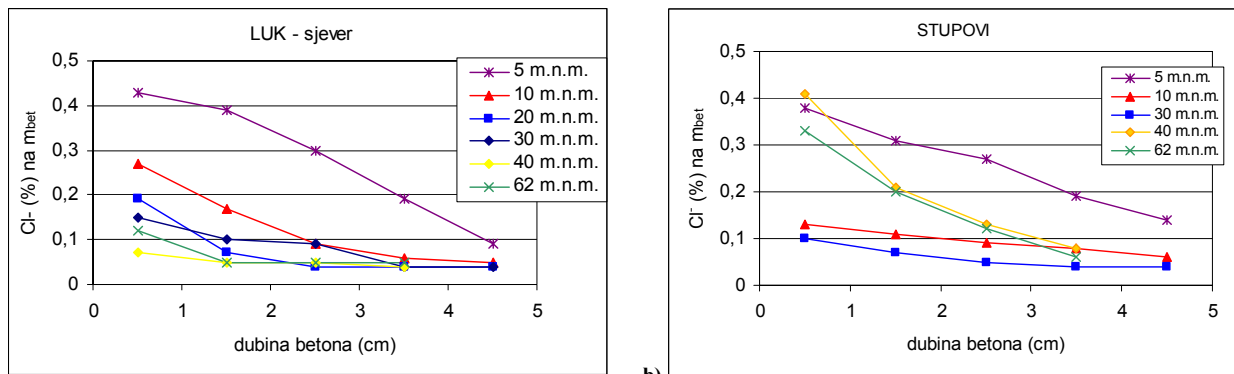 LUK - sjever
Cl- (%) na mbet
0,5
0,4
0,3
0,2
0,1
0
0 1 2 3 4 5
dubina betona (cm)
5 m.n.m.
10 m.n.m.
20 m.n.m.
30 m.n.m.
40 m.n.m.
62 m.n.m.
b)
STUPOVI
Cl⁻ (%) na mbet
0,5
0,4
0,3
0,2
0,1
0
0 1 2 3 4 5
dubina betona (cm)
5 m.n.m.
10 m.n.m.
30 m.n.m.
40 m.n.m.
62 m.n.m.